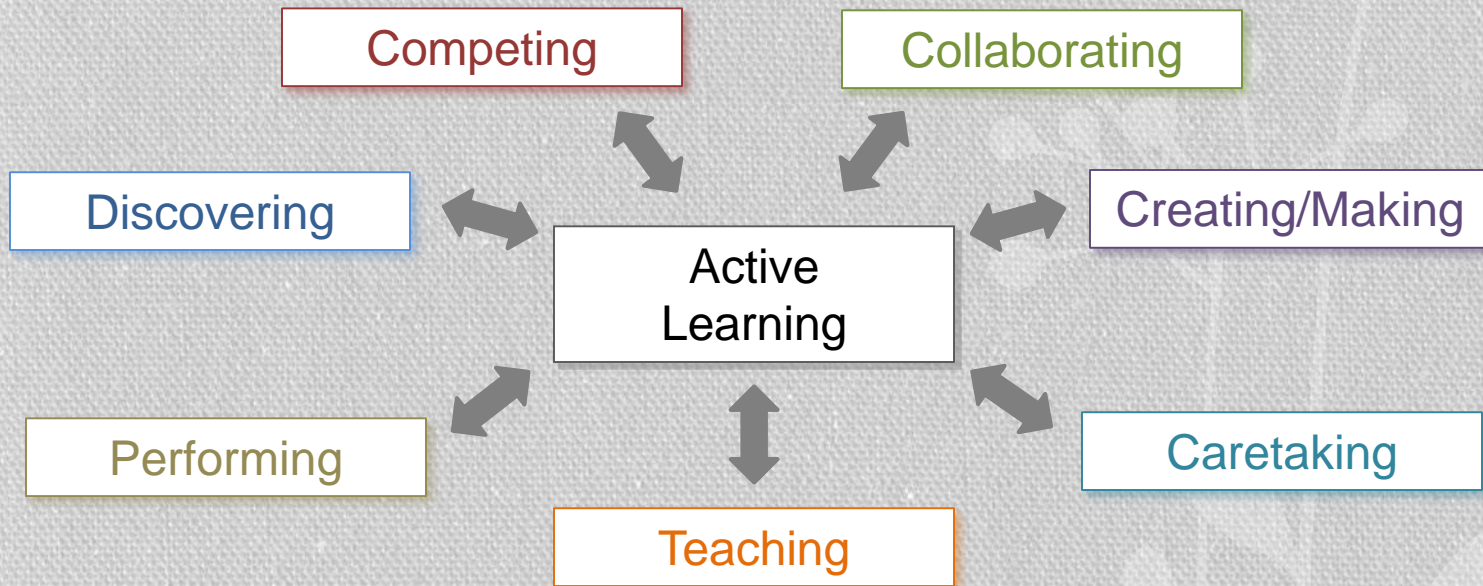 Competing
Collaborating
Discovering
Creating/Making
Active
Learning
Performing
Caretaking
Teaching